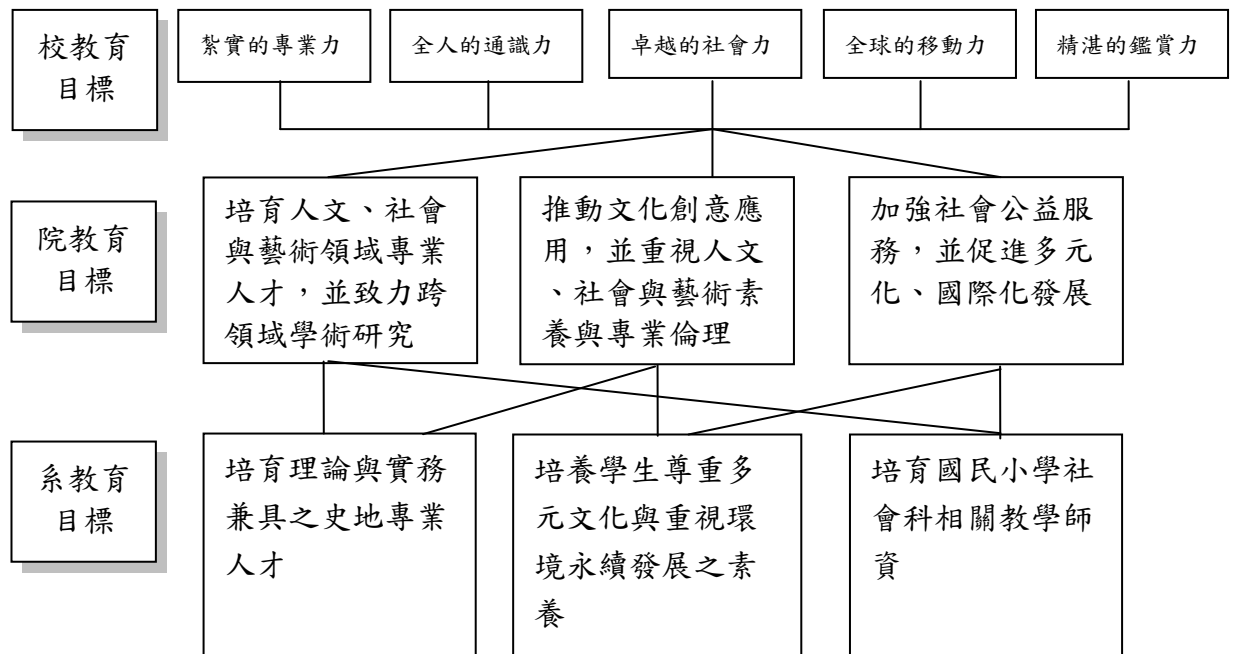 校教育
目標
紮實的專業力
全人的通識力
卓越的社會力
全球的移動力
精湛的鑑賞力
院教育
目標
培育人文、社會
與藝術領域專業
人才，並致力跨
領域學術研究
推動文化創意應
用，並重視人文
、社會與藝術素
養與專業倫理
加強社會公益服
務，並促進多元
化、國際化發展
系教育
目標
培育理論與實務
兼具之史地專業
人才
培養學生尊重多
元文化與重視環
境永續發展之素
養
培育國民小學社
會科相關教學師
資